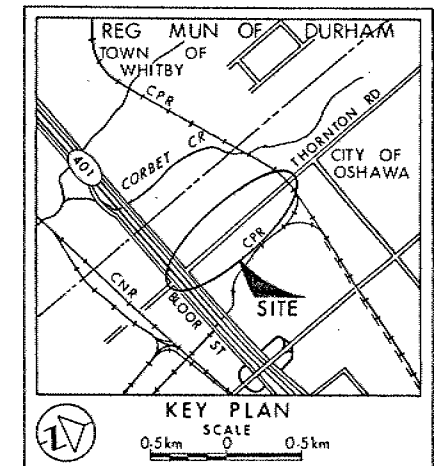 REG MUN OF DURHAM
TOWN OF
WHITBY
CPR
THORNTON RD
CITY OF
OSHAWA
401
CORBET CR
CPR
CNR
BLOOR ST
SITE
KEY PLAN
SCALE
0·5km 0 0·5km
N